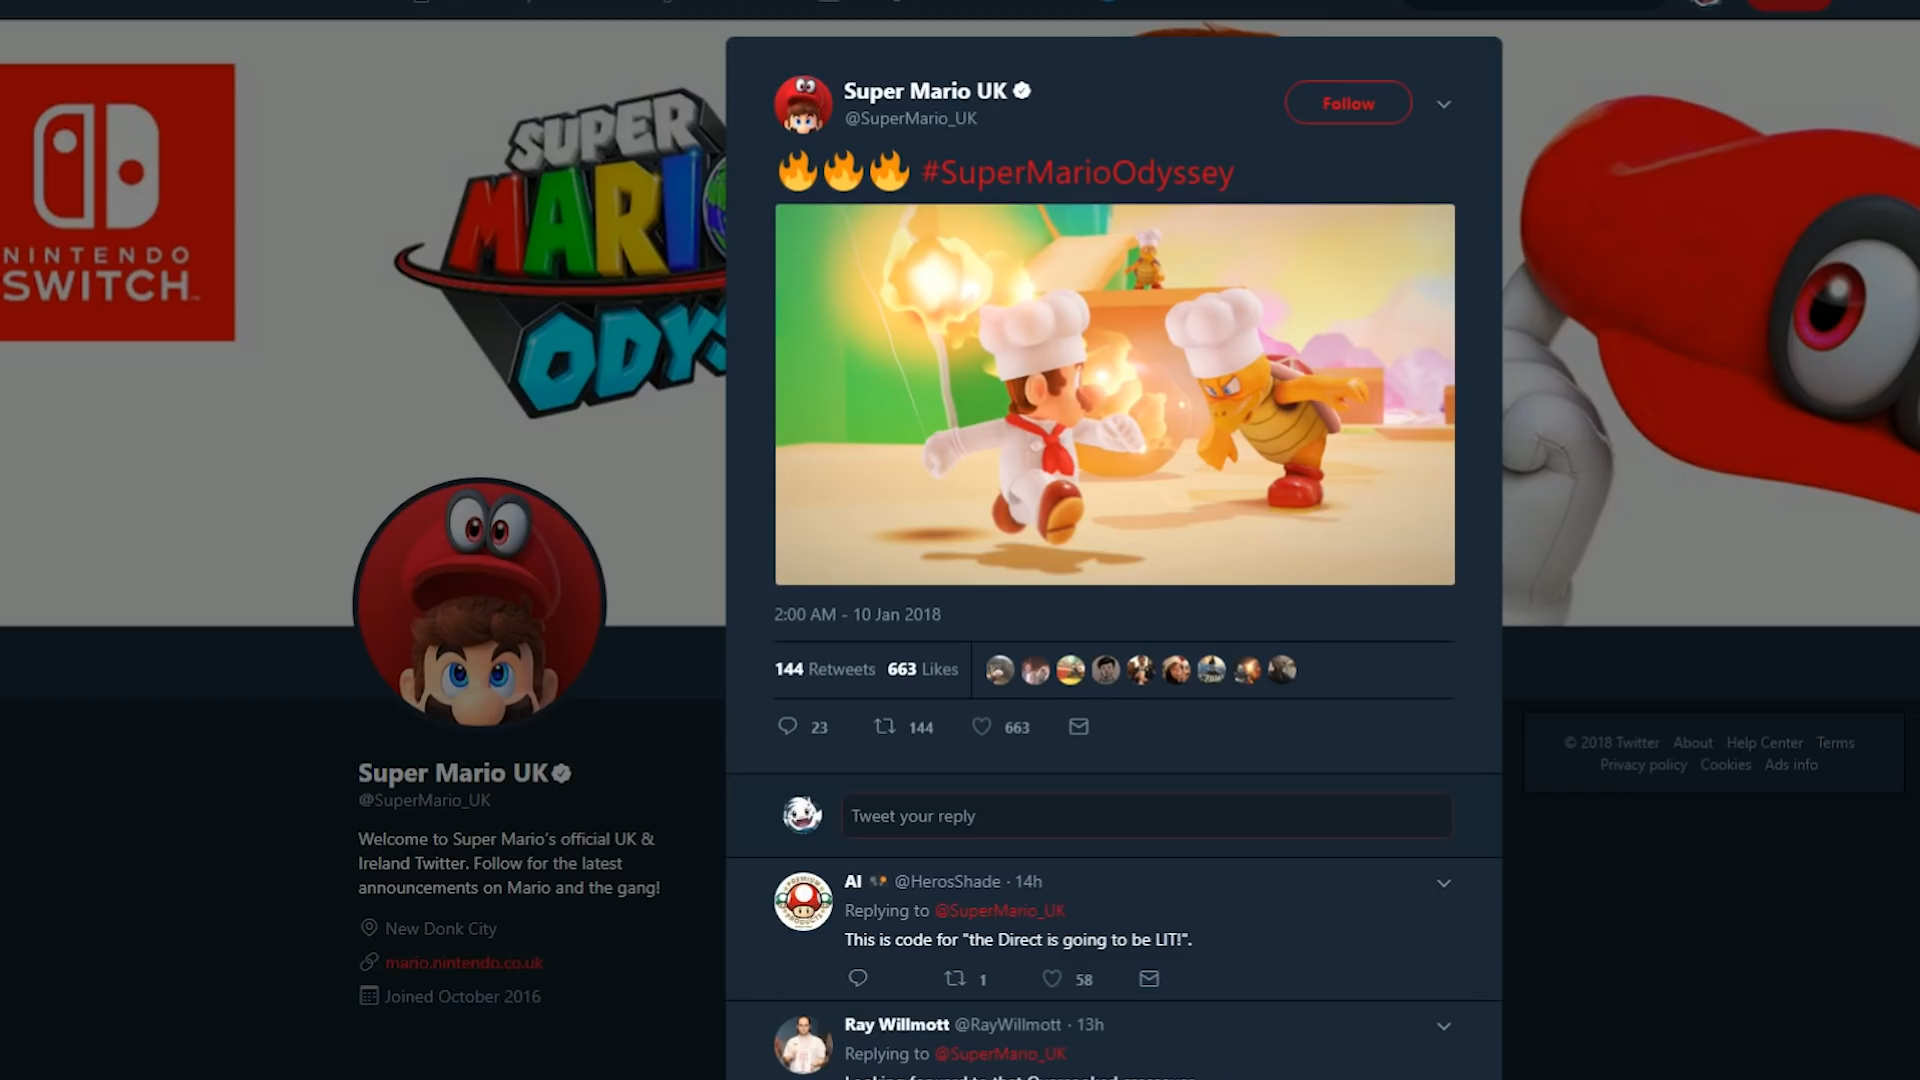 NINTENDO
SWITCH
SUPER
MARI
ODYS
Super Mario UK
@SuperMario_UK
Welcome to Super Mario's official UK &
Ireland Twitter. Follow for the latest
announcements on Mario and the gang!
New Donk City
mario.nintendo.co.uk
Joined October 2016
Super Mario UK
@SuperMario_UK
Follow
🔥🔥🔥 #SuperMarioOdyssey
2:00 AM - 10 Jan 2018
144 Retweets 663 Likes
23 144 663
Tweet your reply
Al @HerosShade · 14h
Replying to @SuperMario_UK
This is code for "the Direct is going to be LIT!".
1 58
Ray Willmott @RayWillmott · 13h
Replying to @SuperMario_UK
© 2018 Twitter About Help Center Terms
Privacy policy Cookies Ads info